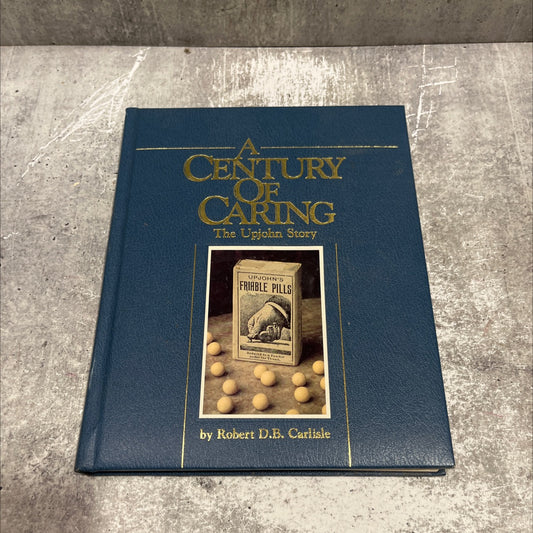 A
CENTURY
OF
CARING
The Upjohn Story
UPJOHN'S
FRIABLE PILLS
by Robert D.B. Carlisle